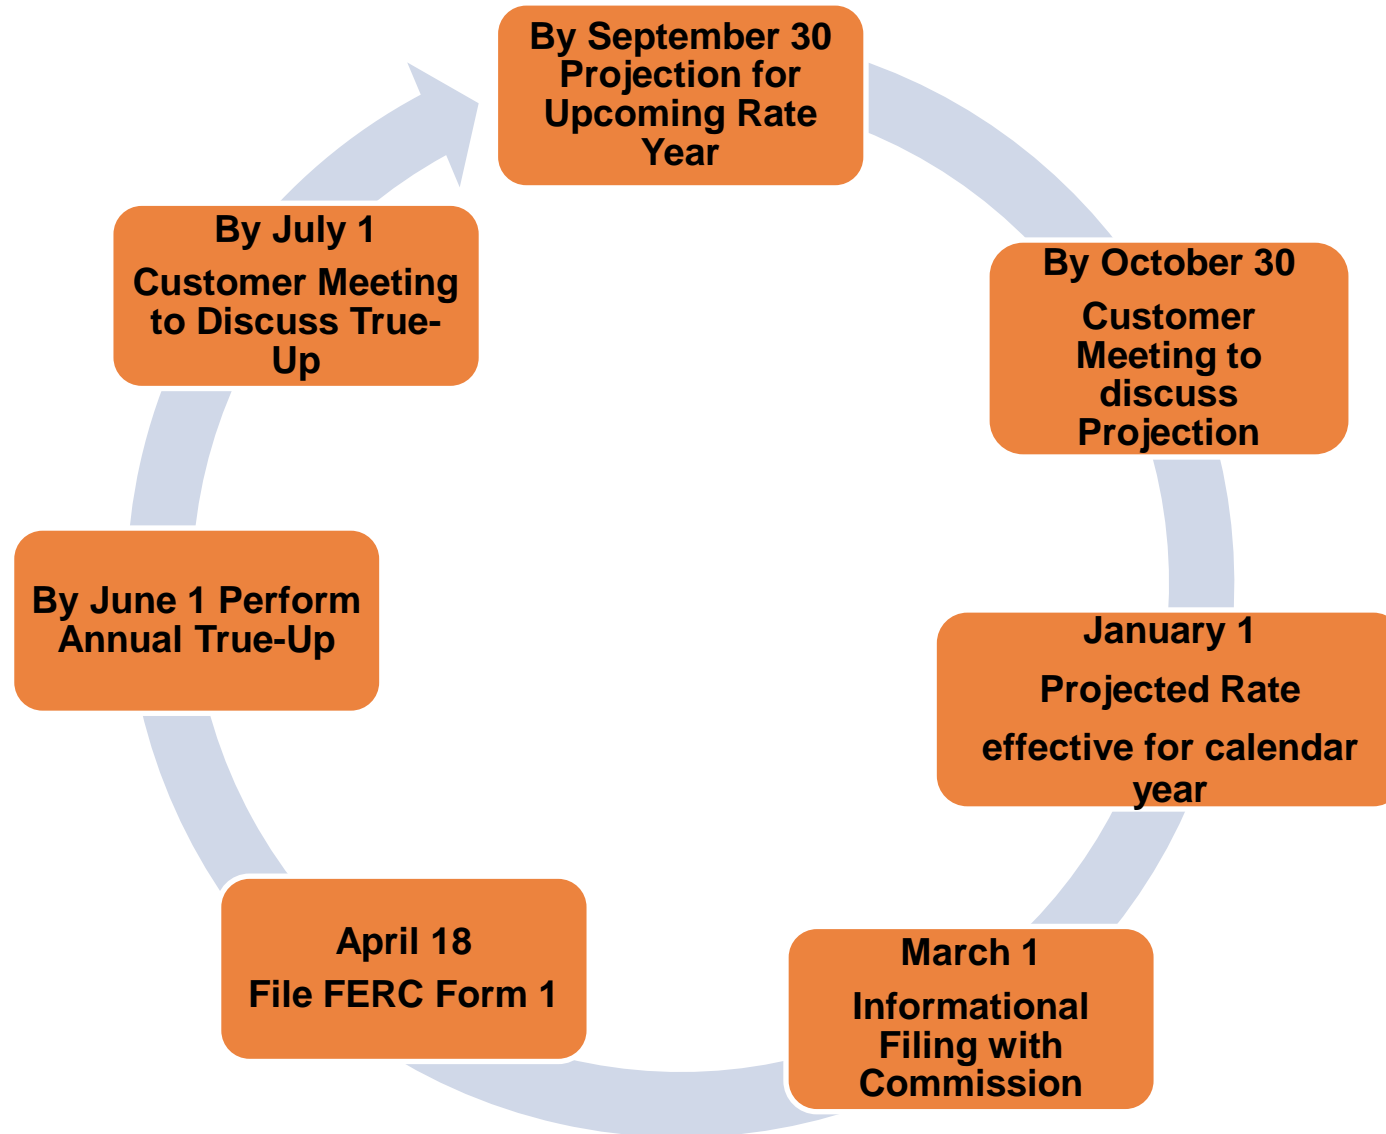 By September 30
Projection for
Upcoming Rate
Year
By October 30
Customer
Meeting to
discuss
Projection
January 1
Projected Rate
effective for calendar
year
March 1
Informational
Filing with
Commission
April 18
File FERC Form 1
By June 1 Perform
Annual True-Up
By July 1
Customer Meeting
to Discuss True-
Up